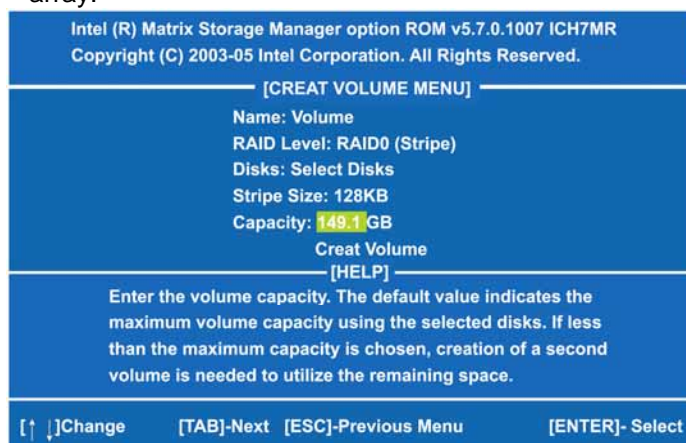 array.
Intel (R) Matrix Storage Manager option ROM v5.7.0.1007 ICH7MR
Copyright (C) 2003-05 Intel Corporation. All Rights Reserved.
[CREAT VOLUME MENU]
Name: Volume
RAID Level: RAID0 (Stripe)
Disks: Select Disks
Stripe Size: 128KB
Capacity: 149.1 GB
Creat Volume
[HELP]
Enter the volume capacity. The default value indicates the
maximum volume capacity using the selected disks. If less
than the maximum capacity is chosen, creation of a second
volume is needed to utilize the remaining space.
[↑ ↓]Change [TAB]-Next [ESC]-Previous Menu [ENTER]- Select